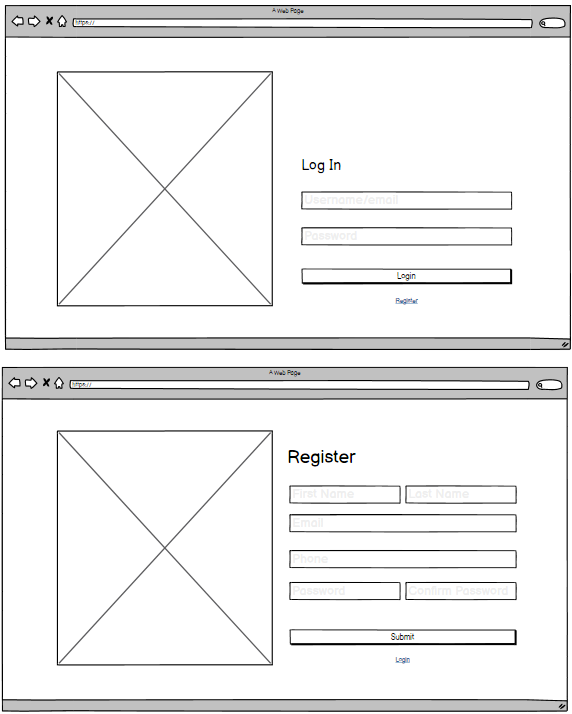 A Web Page
https://
Log In
Username/email
Password
Login
Register
A Web Page
https://
Register
First Name Last Name
Email
Phone
Password Confirm Password
Submit
Login